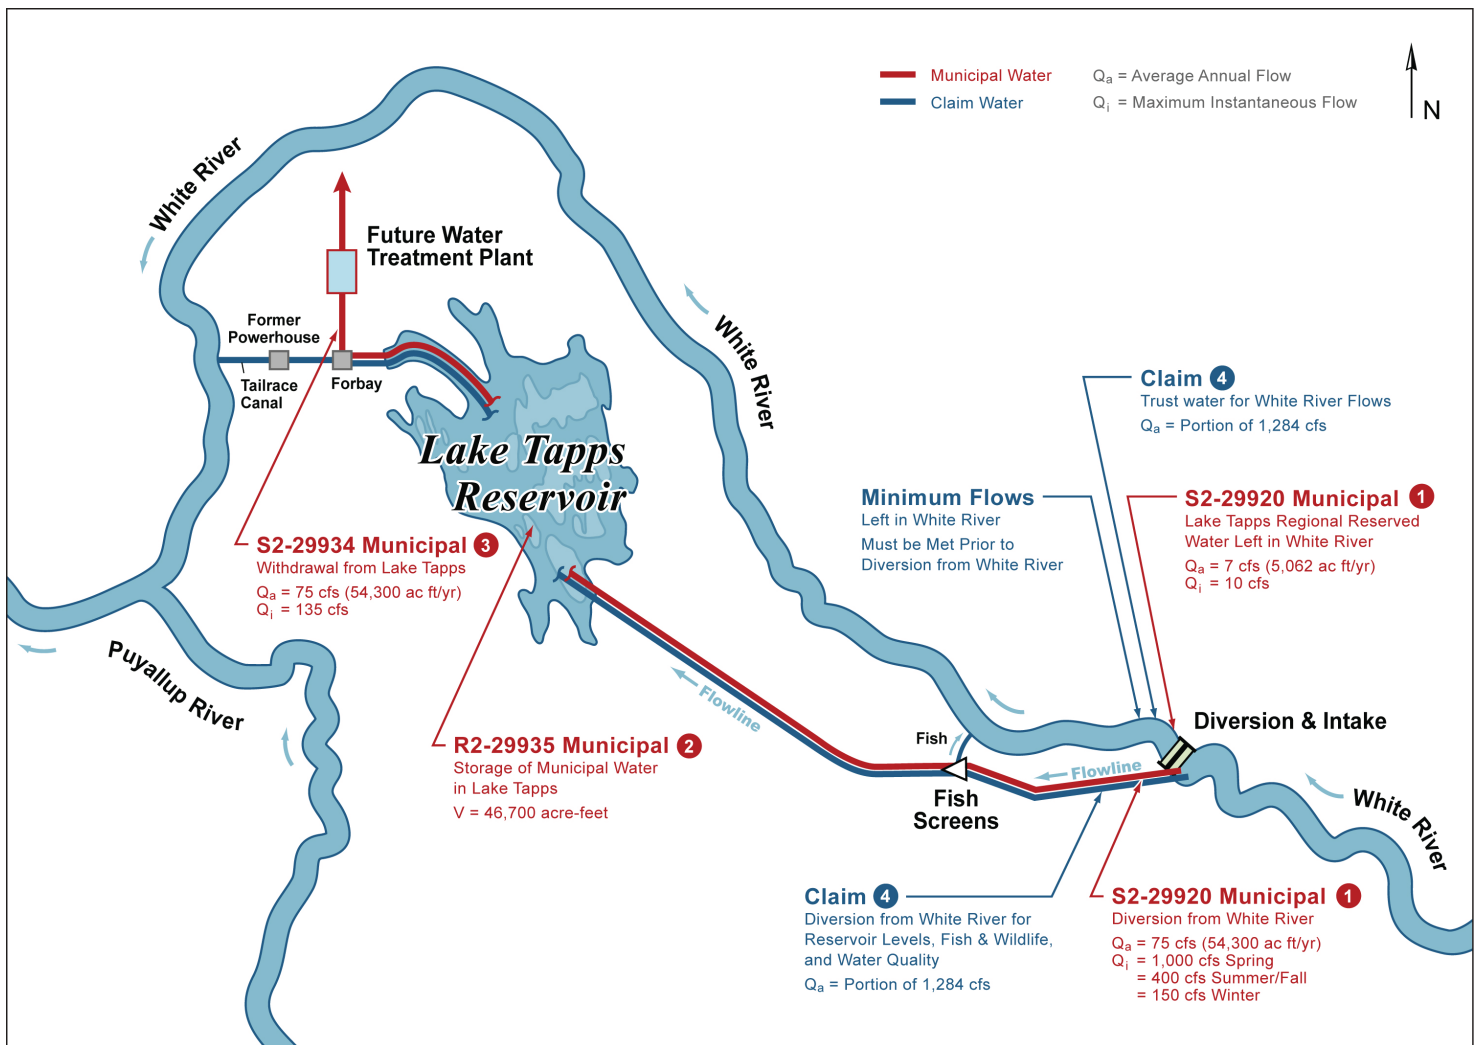 Municipal Water
Claim Water
Qa = Average Annual Flow
Qi = Maximum Instantaneous Flow
N
White River
Future Water
Treatment Plant
Former
Powerhouse
Tailrace
Canal
Forbay
White River
Lake Tapps
Reservoir
Claim 4
Trust water for White River Flows
Qa = Portion of 1,284 cfs
Minimum Flows
Left in White River
Must be Met Prior to
Diversion from White River
S2-29920 Municipal 1
Lake Tapps Regional Reserved
Water Left in White River
Qa = 7 cfs (5,062 ac ft/yr)
Qi = 10 cfs
S2-29934 Municipal 3
Withdrawal from Lake Tapps
Qa = 75 cfs (54,300 ac ft/yr)
Qi = 135 cfs
Puyallup River
Flowline
R2-29935 Municipal 2
Storage of Municipal Water
in Lake Tapps
V = 46,700 acre-feet
Fish
Fish
Screens
Flowline
Diversion & Intake
White River
Claim 4
Diversion from White River for
Reservoir Levels, Fish & Wildlife,
and Water Quality
Qa = Portion of 1,284 cfs
S2-29920 Municipal 1
Diversion from White River
Qa = 75 cfs (54,300 ac ft/yr)
Qi = 1,000 cfs Spring
= 400 cfs Summer/Fall
= 150 cfs Winter